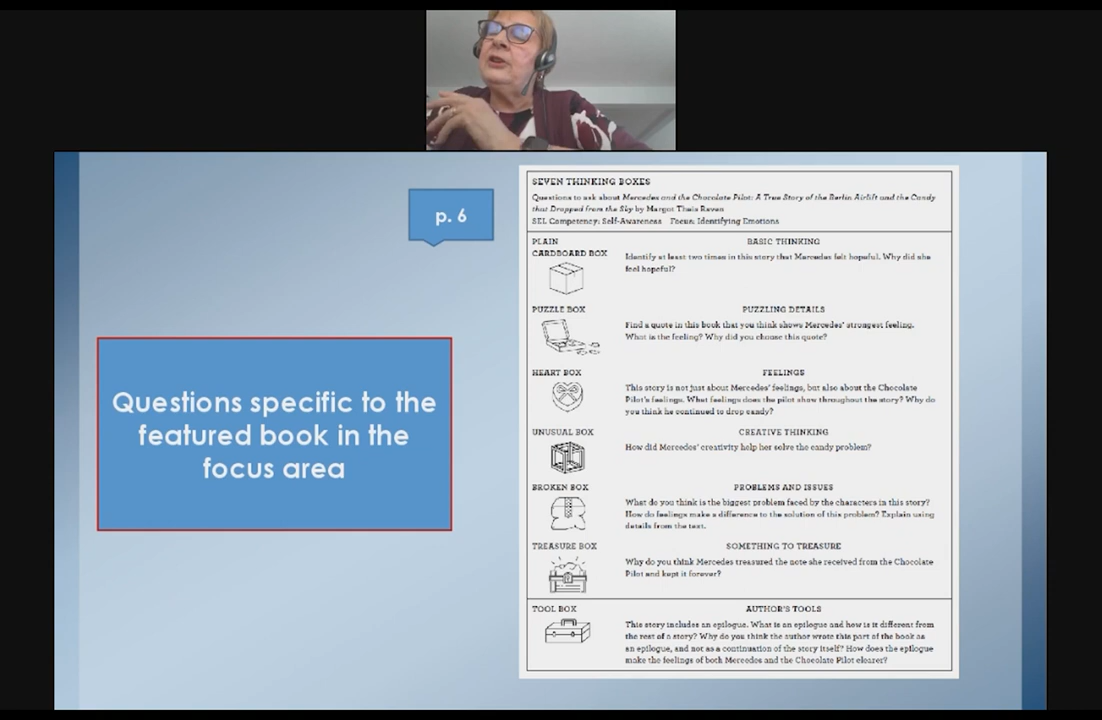 p. 6
Questions specific to the
featured book in the
focus area
SEVEN THINKING BOXES
Questions to ask about Mercedes and the Chocolate Pilot: A True Story of the Berlin Airlift and the Candy
that Dropped from the Sky by Margot Theis Raven
SEL Competency: Self-Awareness Focus: Identifying Emotions
PLAIN
CARDBOARD BOX
BASIC THINKING
Identify at least two times in this story that Mercedes felt hopeful. Why did she
feel hopeful?
PUZZLE BOX
PUZZLING DETAILS
Find a quote in this book that you think shows Mercedes' strongest feeling.
What is the feeling? Why did you choose this quote?
HEART BOX
FEELINGS
This story is not just about Mercedes' feelings, but also about the Chocolate
Pilot's feelings. What feelings does the pilot show throughout the story? Why do
you think he continued to drop candy?
UNUSUAL BOX
CREATIVE THINKING
How did Mercedes' creativity help her solve the candy problem?
BROKEN BOX
PROBLEMS AND ISSUES
What do you think is the biggest problem faced by the characters in this story?
How do feelings make a difference to the solution of this problem? Explain using
details from the text.
TREASURE BOX
SOMETHING TO TREASURE
Why do you think Mercedes treasured the note she received from the Chocolate
Pilot and kept it forever?
TOOL BOX
AUTHOR'S TOOLS
This story includes an epilogue. What is an epilogue and how is it different from
the rest of a story? Why do you think the author wrote this part of the book as
an epilogue, and not as a continuation of the story itself? How does the epilogue
make the feelings of both Mercedes and the Chocolate Pilot clearer?